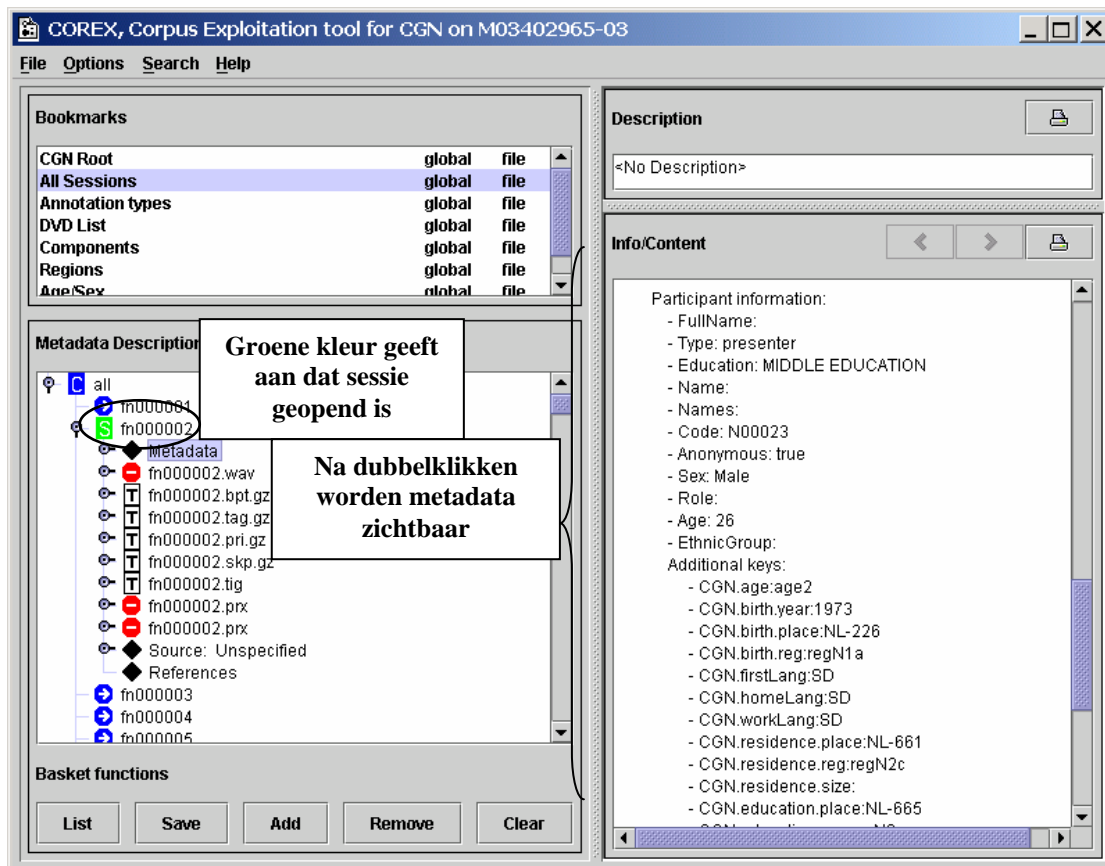 COREX, Corpus Exploitation tool for CGN on M03402965-03
File Options Search Help
Bookmarks
CGN Root global file
All Sessions global file
Annotation types global file
DVD List global file
Components global file
Regions global file
Age/Sex global file
Metadata Description
Groene kleur geeft
aan dat sessie
geopend is
C all
fn000001
S fn000002
Metadata
fn000002.wav
T fn000002.bpt.gz
T fn000002.tag.gz
T fn000002.pri.gz
T fn000002.skp.gz
T fn000002.tig
fn000002.prx
fn000002.prx
Source: Unspecified
References
fn000003
fn000004
fn000005
Na dubbelklikken
worden metadata
zichtbaar
Basket functions
List Save Add Remove Clear
Description
<No Description>
Info/Content
Participant information:
- FullName:
- Type: presenter
- Education: MIDDLE EDUCATION
- Name:
- Names:
- Code: N00023
- Anonymous: true
- Sex: Male
- Role:
- Age: 26
- EthnicGroup:
Additional keys:
- CGN.age:age2
- CGN.birth.year:1973
- CGN.birth.place:NL-226
- CGN.birth.reg:regN1a
- CGN.firstLang:SD
- CGN.homeLang:SD
- CGN.workLang:SD
- CGN.residence.place:NL-661
- CGN.residence.reg:regN2c
- CGN.residence.size:
- CGN.education.place:NL-665